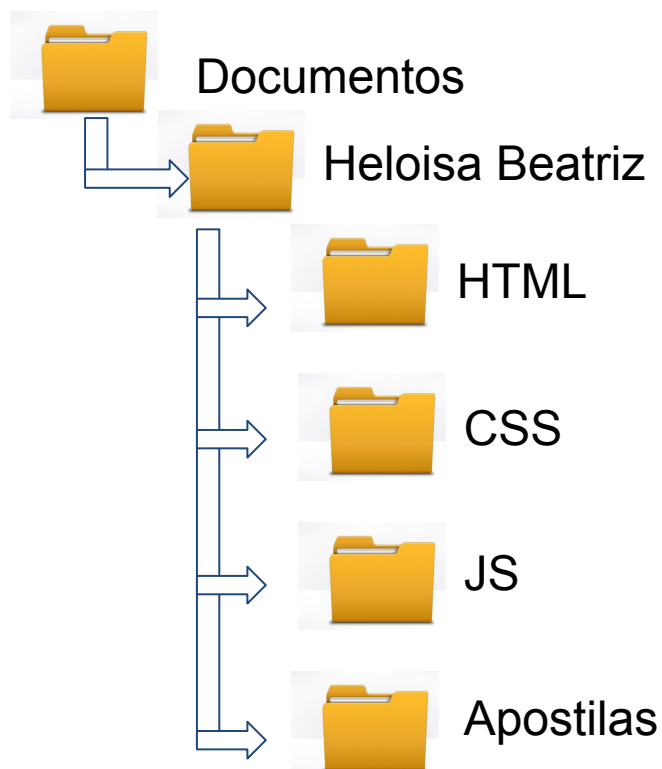 Documentos
Heloisa Beatriz
HTML
CSS
JS
Apostilas